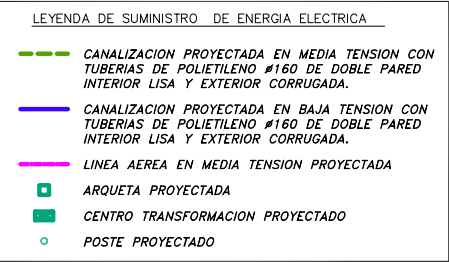 LEYENDA DE SUMINISTRO DE ENERGIA ELECTRICA
CANALIZACION PROYECTADA EN MEDIA TENSION CON
TUBERIAS DE POLIETILENO ø160 DE DOBLE PARED
INTERIOR LISA Y EXTERIOR CORRUGADA.
CANALIZACION PROYECTADA EN BAJA TENSION CON
TUBERIAS DE POLIETILENO ø160 DE DOBLE PARED
INTERIOR LISA Y EXTERIOR CORRUGADA.
LINEA AEREA EN MEDIA TENSION PROYECTADA
ARQUETA PROYECTADA
CENTRO TRANSFORMACION PROYECTADO
POSTE PROYECTADO